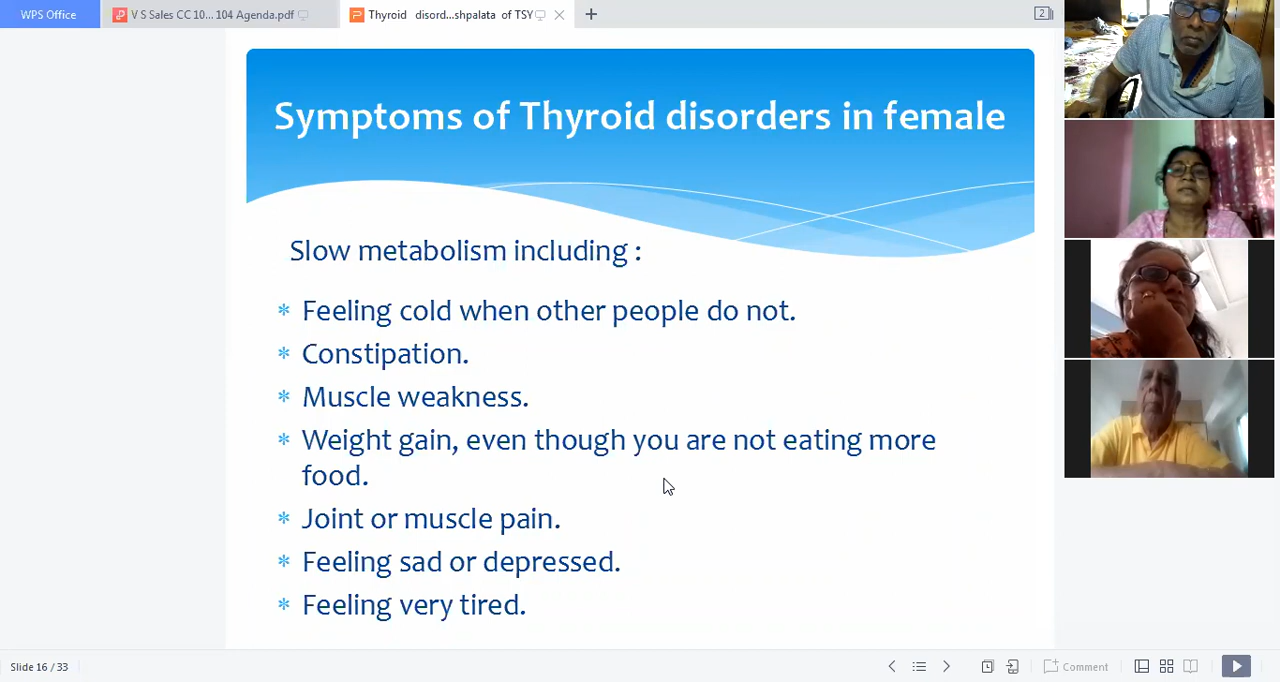 WPS Office
V S Sales CC 10... 104 Agenda.pdf
Thyroid disord...shpalata of TSY
2
Symptoms of Thyroid disorders in female
Slow metabolism including :
* Feeling cold when other people do not.
* Constipation.
* Muscle weakness.
* Weight gain, even though you are not eating more
food.
* Joint or muscle pain.
* Feeling sad or depressed.
* Feeling very tired.
Slide 16 / 33
Comment